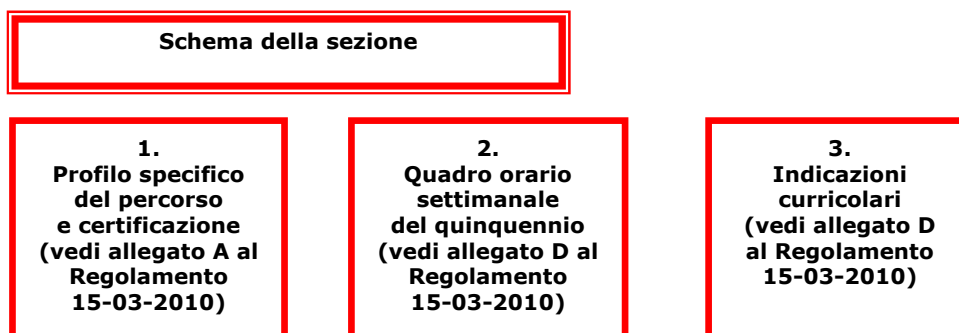 Schema della sezione
1.
Profilo specifico
del percorso
e certificazione
(vedi allegato A al
Regolamento
15-03-2010)
2.
Quadro orario
settimanale
del quinquennio
(vedi allegato D al
Regolamento
15-03-2010)
3.
Indicazioni
curricolari
(vedi allegato D
al Regolamento
15-03-2010)